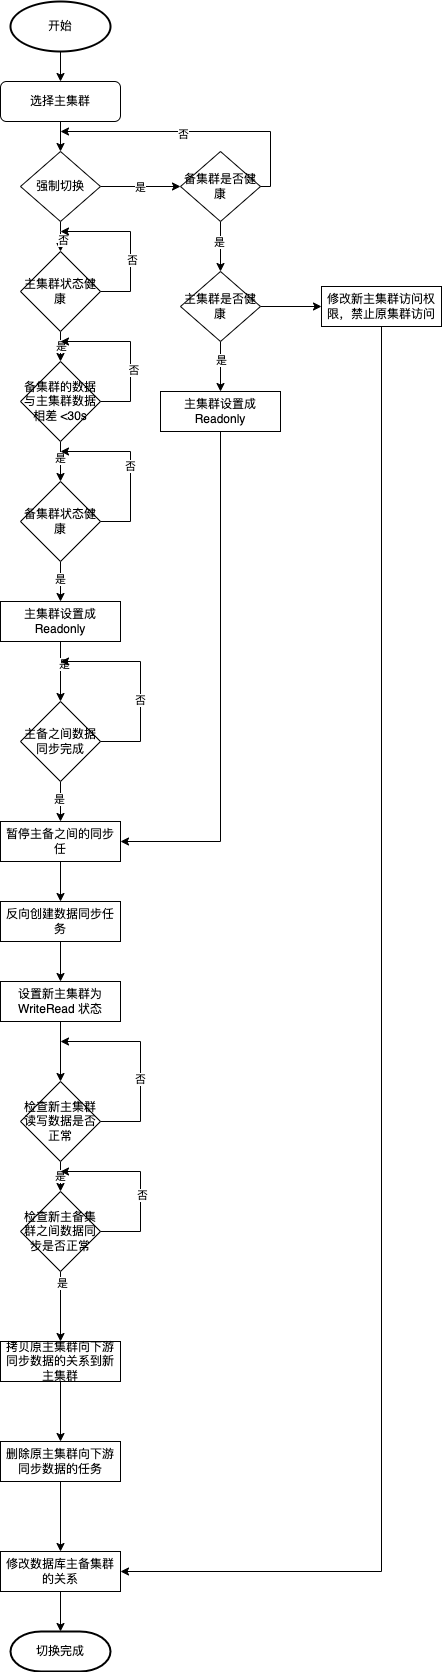 开始
选择主集群
否
强制切换
是
备集群是否健
康
否
是
主集群状态健
康
否
主集群是否健
康
修改新主集群访问权
限，禁止原集群访问
是
否
是
备集群的数据
与主集群数据
相差 <30s
主集群设置成
Readonly
是
否
备集群状态健
康
是
主集群设置成
Readonly
是
否
主备之间数据
同步完成
是
暂停主备之间的同步
任
反向创建数据同步任
务
设置新主集群为
WriteRead 状态
否
检查新主集群
读写数据是否
正常
是
否
检查新主备集
群之间数据同
步是否正常
是
拷贝原主集群向下游
同步数据的关系到新
主集群
删除原主集群向下游
同步数据的任务
修改数据库主备集群
的关系
切换完成